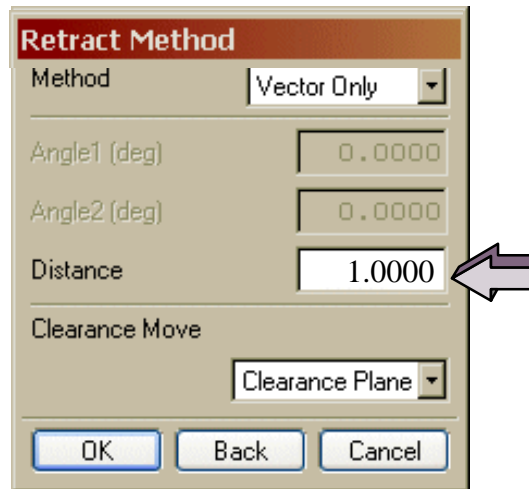 Retract Method
Method Vector Only
Angle1 (deg) 0.0000
Angle2 (deg) 0.0000
Distance 1.0000
Clearance Move
Clearance Plane
OK Back Cancel